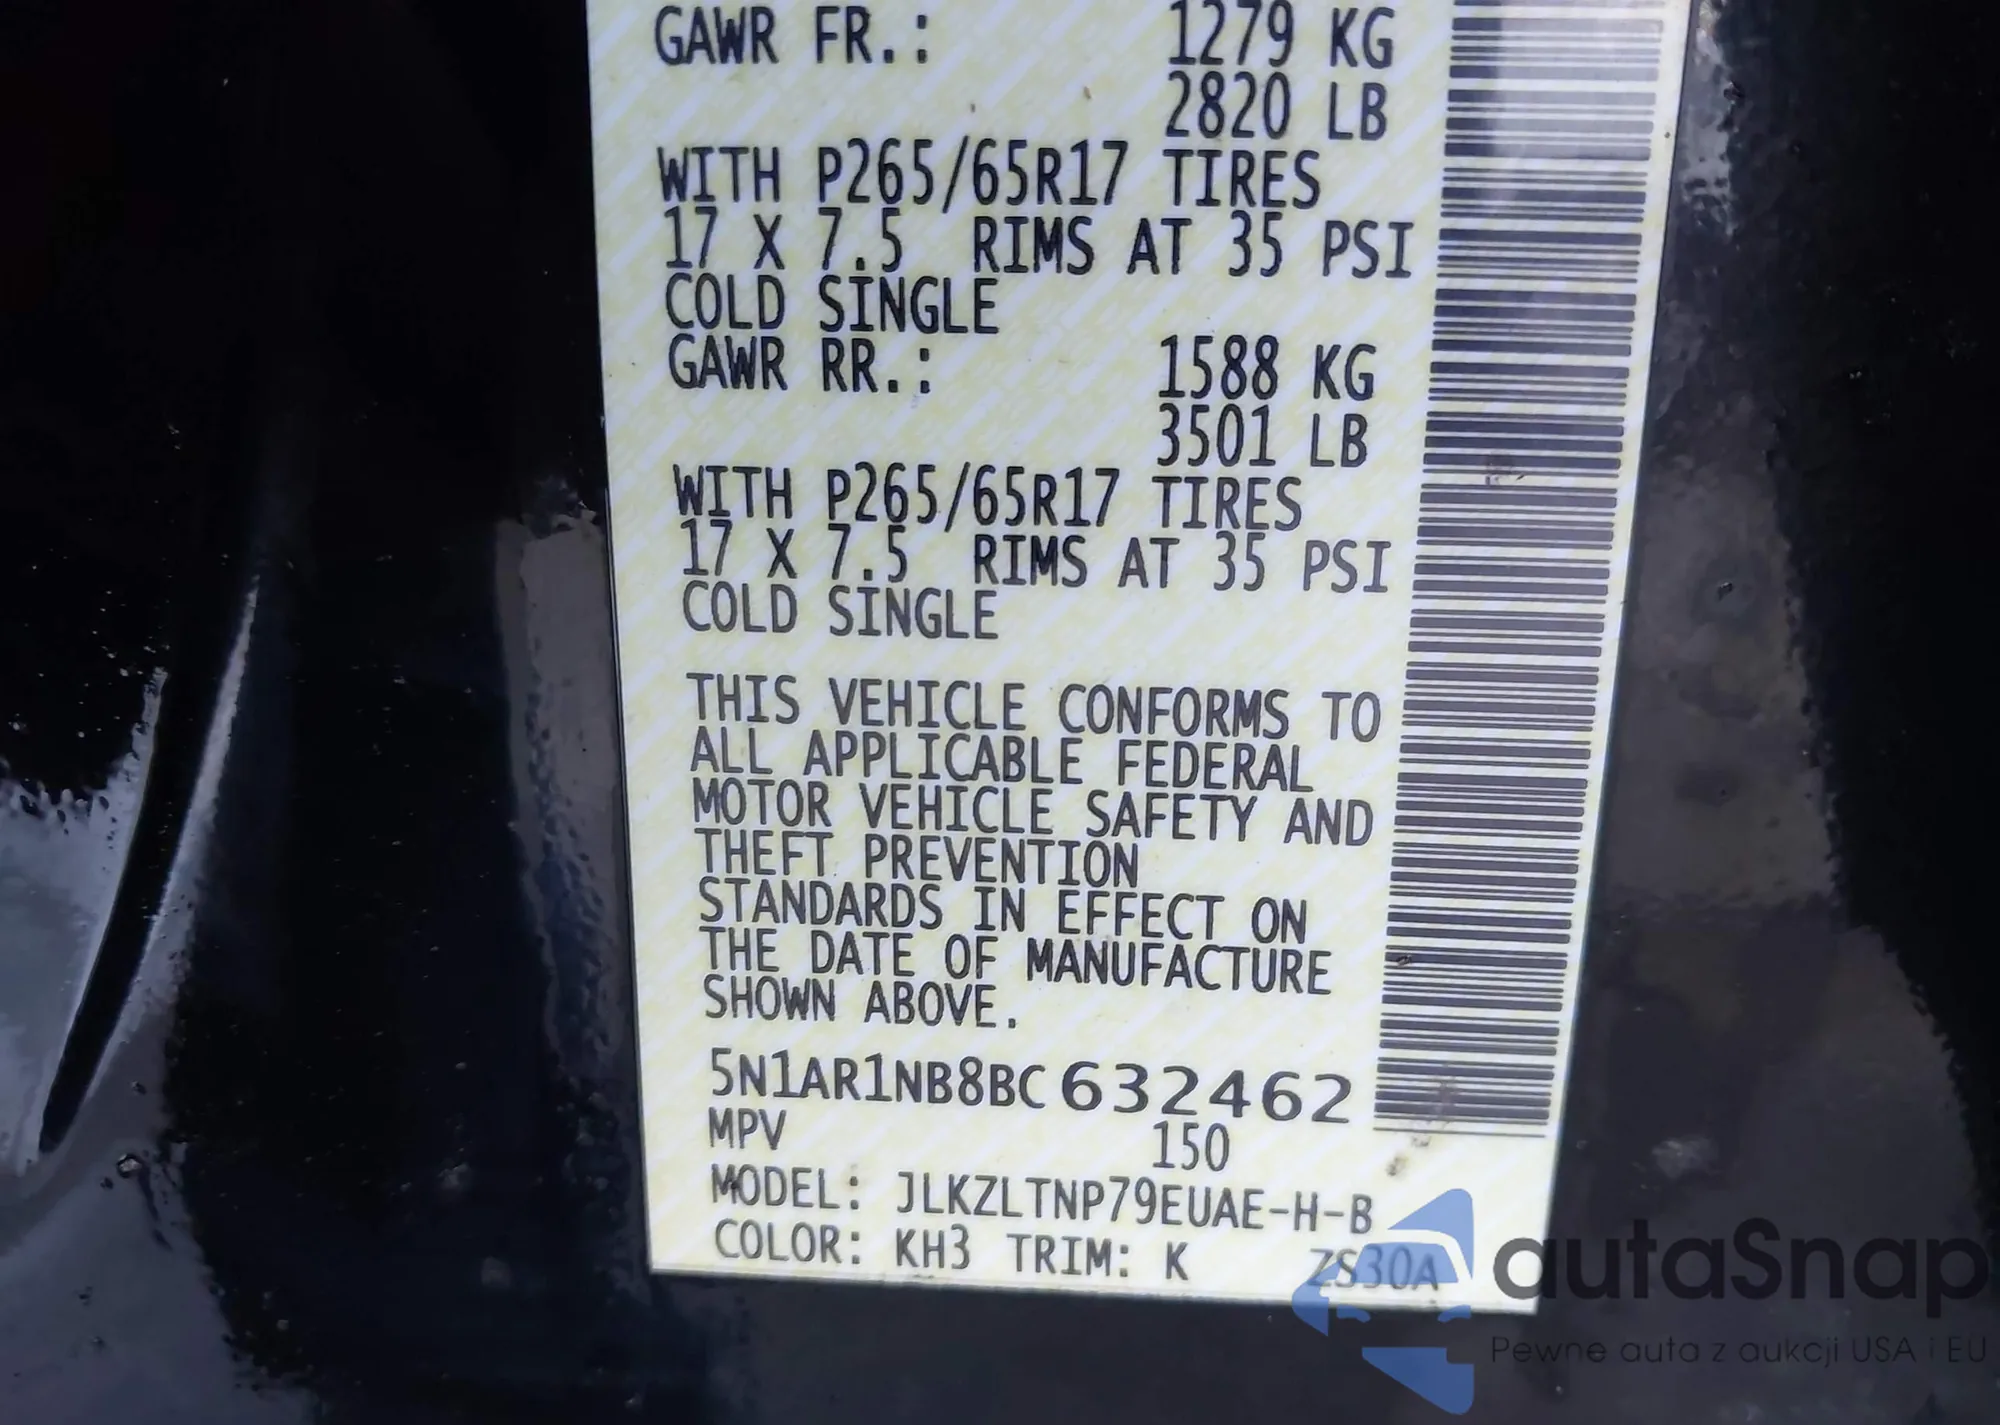 GAWR FR.: 1279 KG
2820 LB
WITH P265/65R17 TIRES
17 X 7.5 RIMS AT 35 PSI
COLD SINGLE
GAWR RR.: 1588 KG
3501 LB
WITH P265/65R17 TIRES
17 X 7.5 RIMS AT 35 PSI
COLD SINGLE
THIS VEHICLE CONFORMS TO
ALL APPLICABLE FEDERAL
MOTOR VEHICLE SAFETY AND
THEFT PREVENTION
STANDARDS IN EFFECT ON
THE DATE OF MANUFACTURE
SHOWN ABOVE.
5N1AR1NB8BC632462
MPV 150
MODEL: JLKZLTNP79EUAE-H-B
COLOR: KH3 TRIM: K ZS30A
autaSnap
Pewne auta z aukcji USA i EU